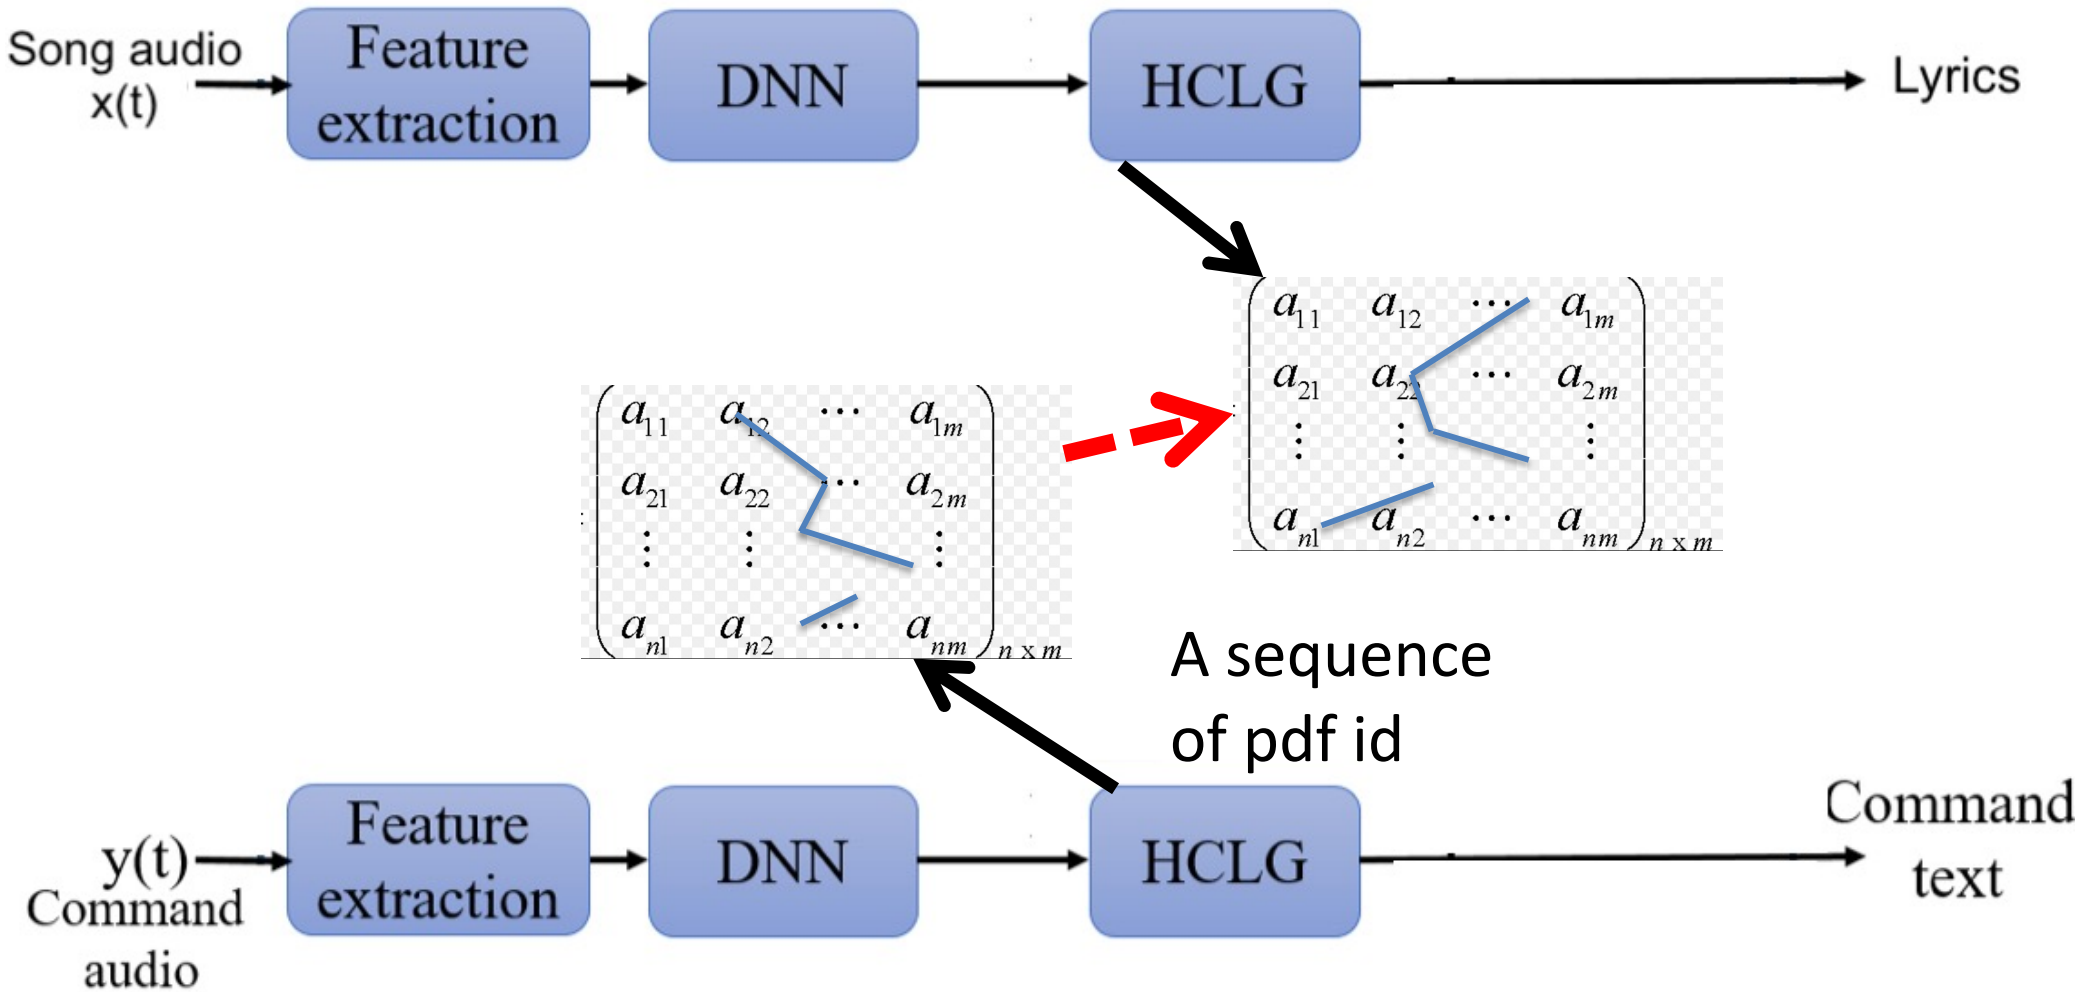 Song audio
x(t)
Feature
extraction
DNN
HCLG
Lyrics
a11 a12 ⋯ a1m
a21 a22 ⋯ a2m
⋮ ⋮ ⋮
an1 an2 ⋯ anm
n x m
a11 a12 ⋯ a1m
a21 a22 ⋯ a2m
⋮ ⋮ ⋮
an1 an2 ⋯ anm
n x m
A sequence
of pdf id
y(t)
Command
audio
Feature
extraction
DNN
HCLG
Command
text